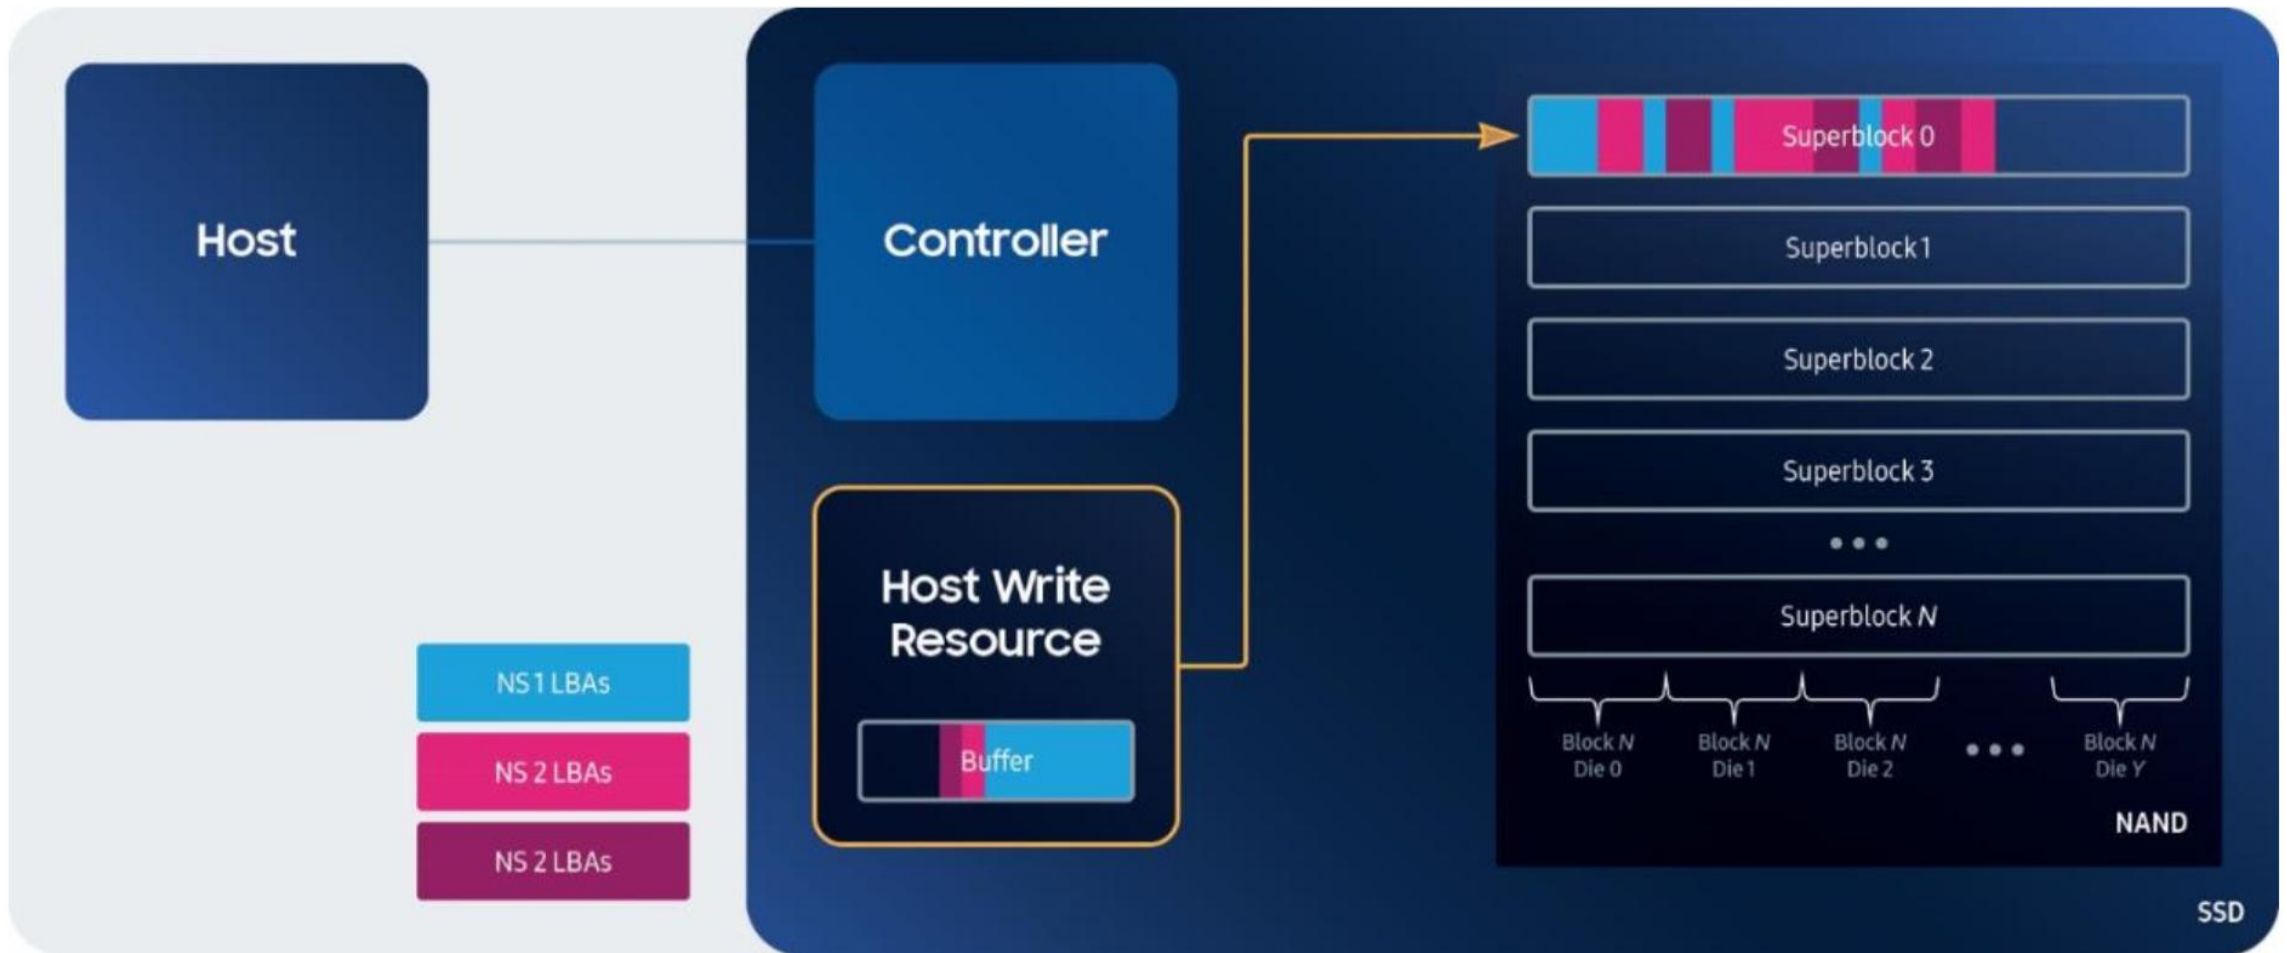 Host
Controller
Host Write
Resource
Buffer
NS 1 LBAs
NS 2 LBAs
NS 2 LBAs
Superblock 0
Superblock 1
Superblock 2
Superblock 3
•••
Superblock N
Block N
Die 0
Block N
Die 1
Block N
Die 2
•••
Block N
Die Y
NAND
SSD